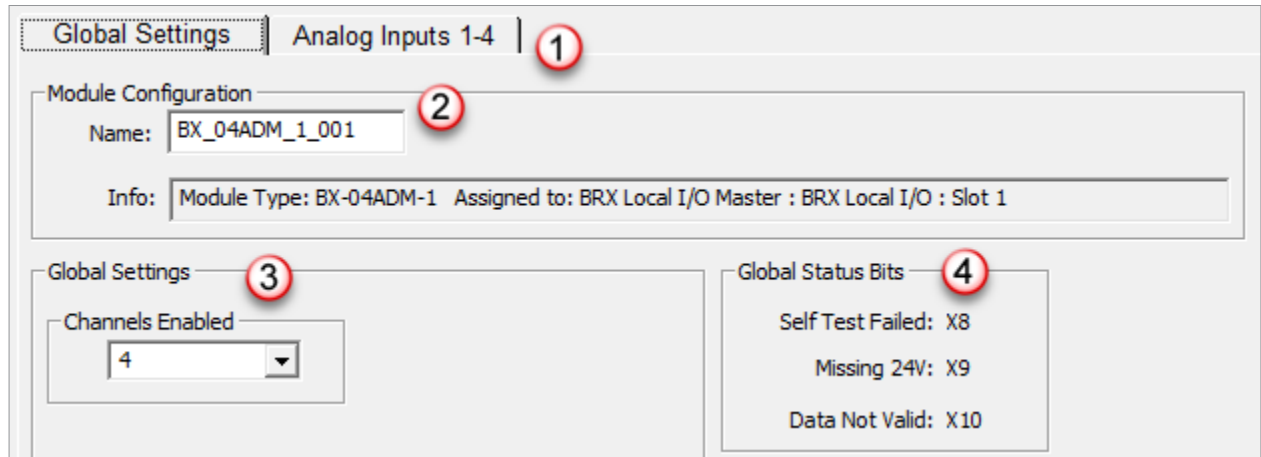 Global Settings Analog Inputs 1-4 1
Module Configuration 2
Name: BX_04ADM_1_001
Info: Module Type: BX-04ADM-1 Assigned to: BRX Local I/O Master : BRX Local I/O : Slot 1
Global Settings 3
Channels Enabled
4
Global Status Bits 4
Self Test Failed: X8
Missing 24V: X9
Data Not Valid: X10